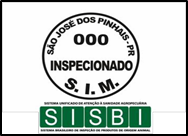 SÃO JOSÉ DOS PINHAIS-PR
000
INSPECIONADO
S. I. M.
SISTEMA UNIFICADO DE ATENÇÃO À SANIDADE AGROPECUÁRIA
SISBI
SISTEMA BRASILEIRO DE INSPEÇÃO DE PRODUTOS DE ORIGEM ANIMAL